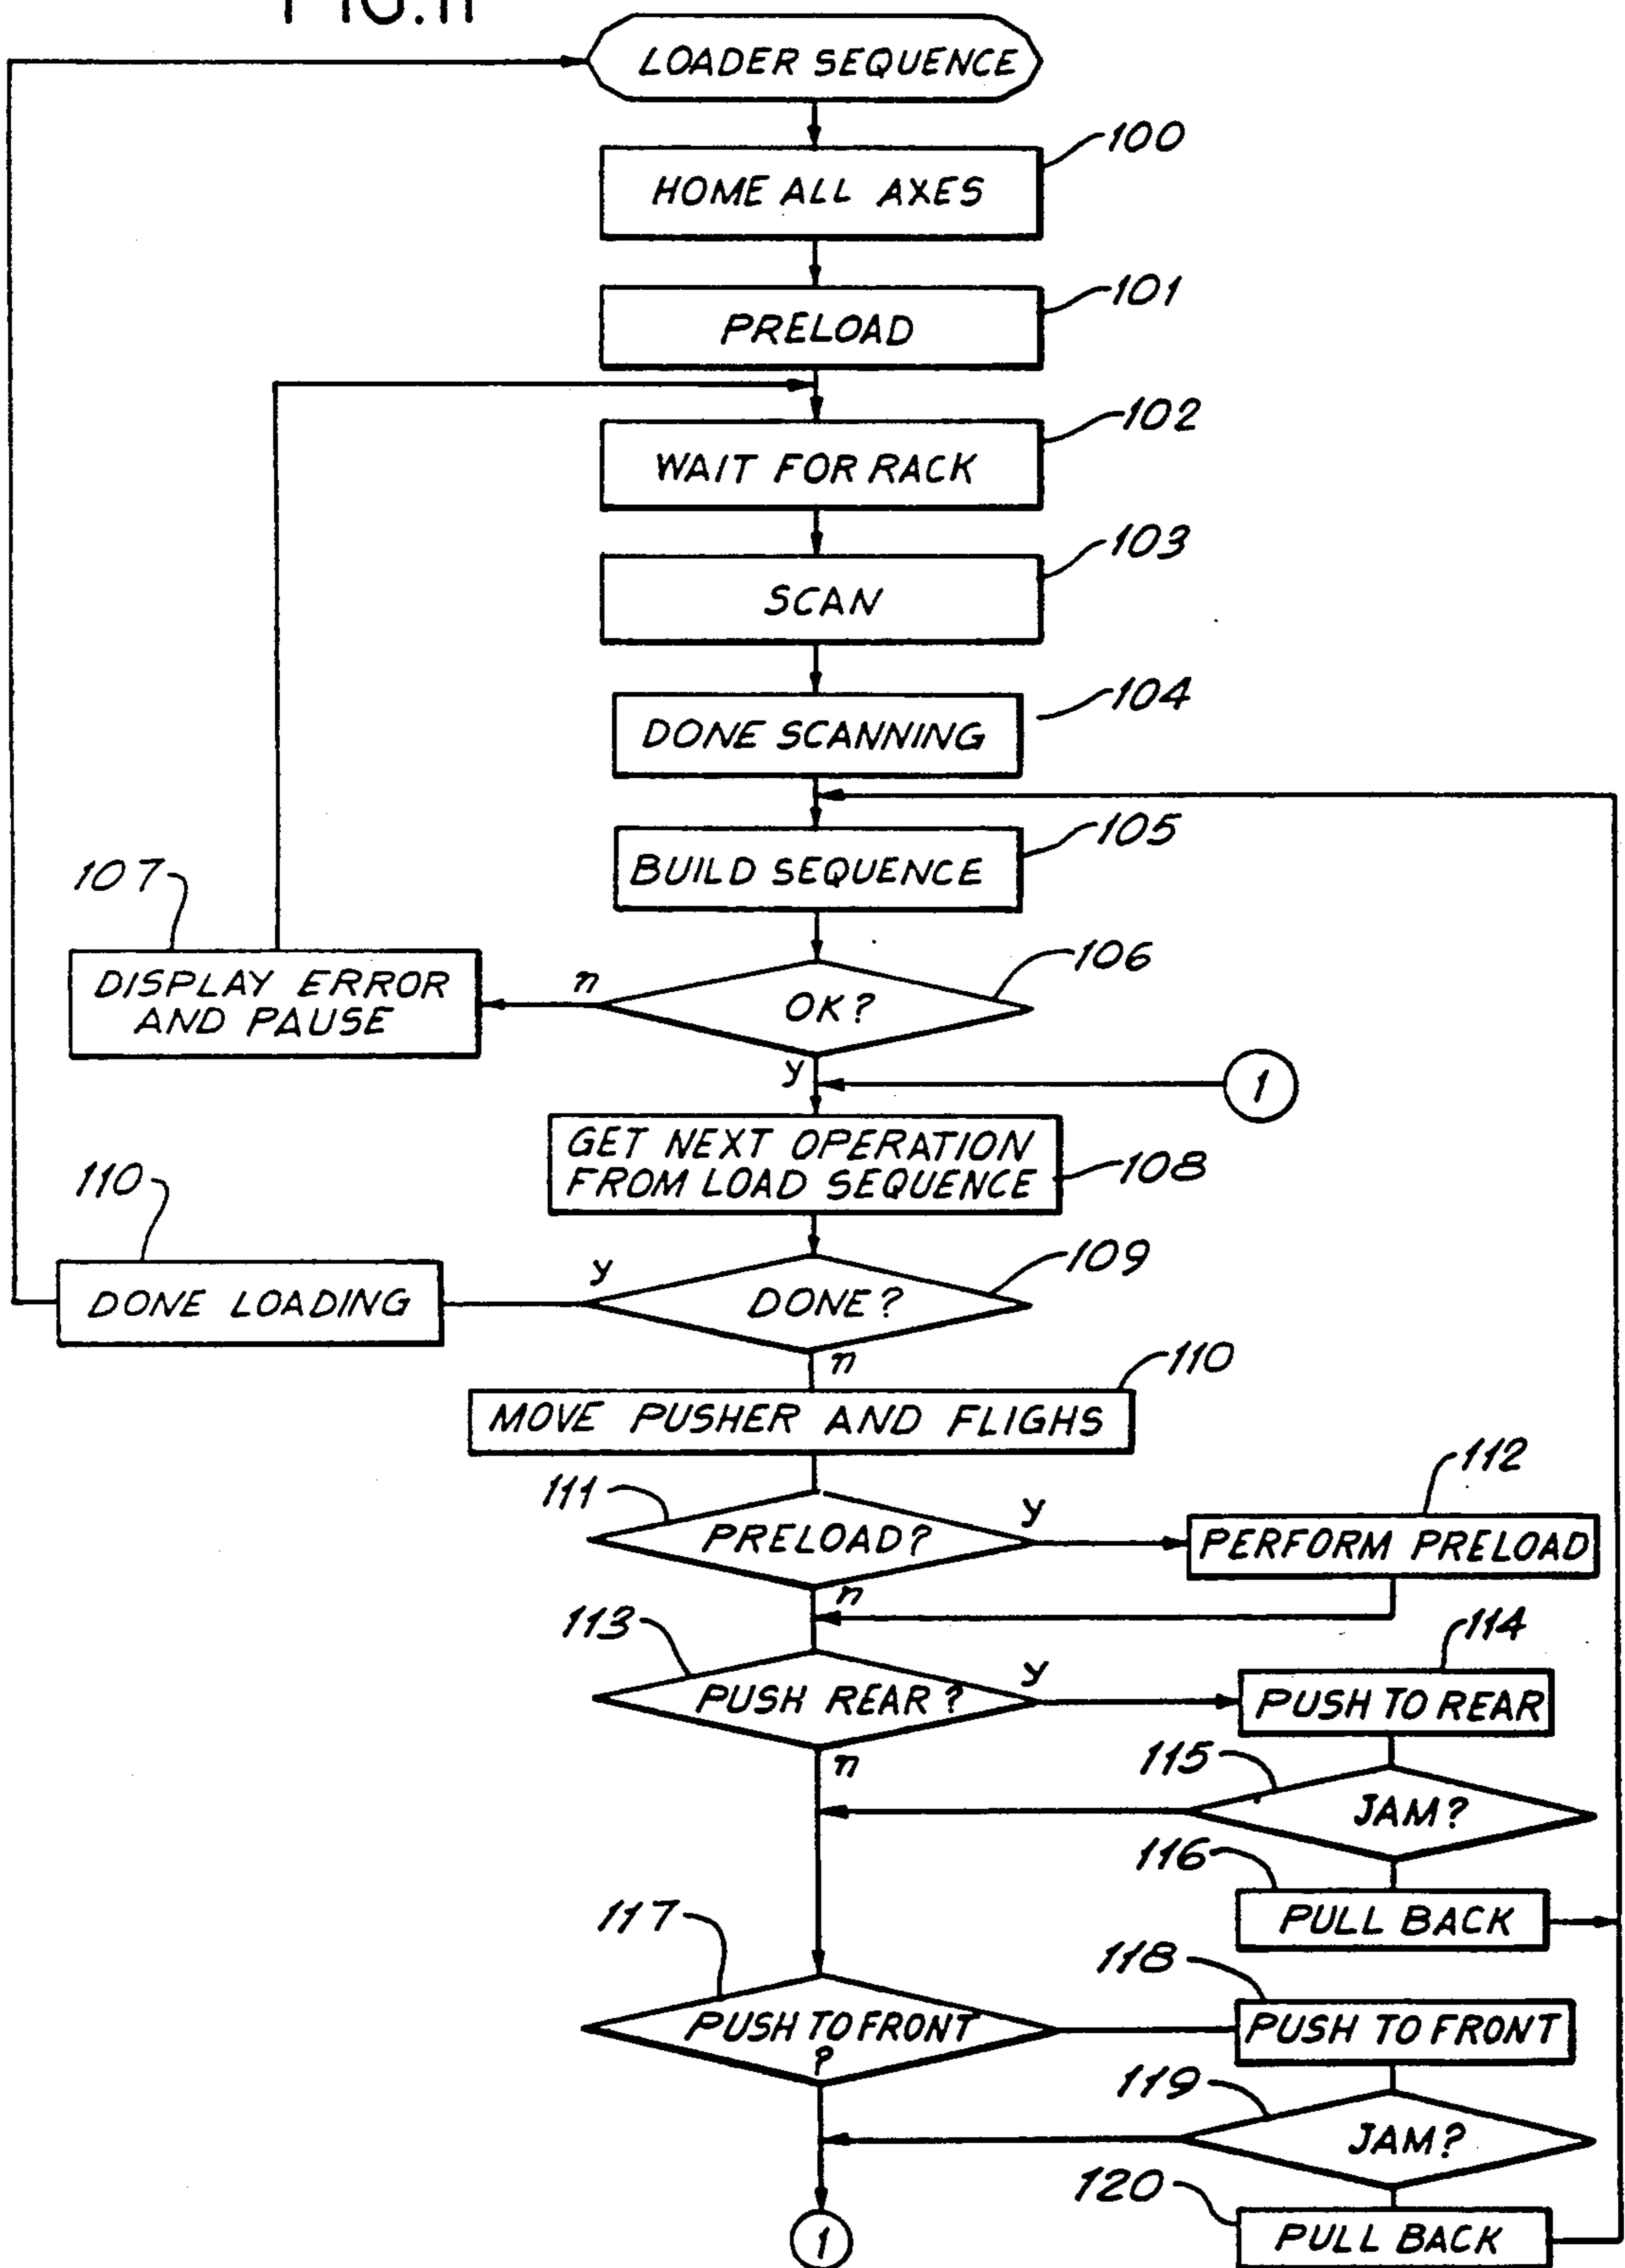 FIG.11
LOADER SEQUENCE
100
HOME ALL AXES
101
PRELOAD
102
WAIT FOR RACK
103
SCAN
104
DONE SCANNING
105
BUILD SEQUENCE
106
107
DISPLAY ERROR
AND PAUSE
n
OK?
y
1
GET NEXT OPERATION
FROM LOAD SEQUENCE
108
110
109
DONE LOADING
y
DONE?
n
110
MOVE PUSHER AND FLIGHS
111
PRELOAD?
y
112
PERFORM PRELOAD
n
113
PUSH REAR?
y
114
PUSH TO REAR
n
115
JAM?
116
PULL BACK
117
PUSH TO FRONT
?
118
PUSH TO FRONT
119
JAM?
120
PULL BACK
1